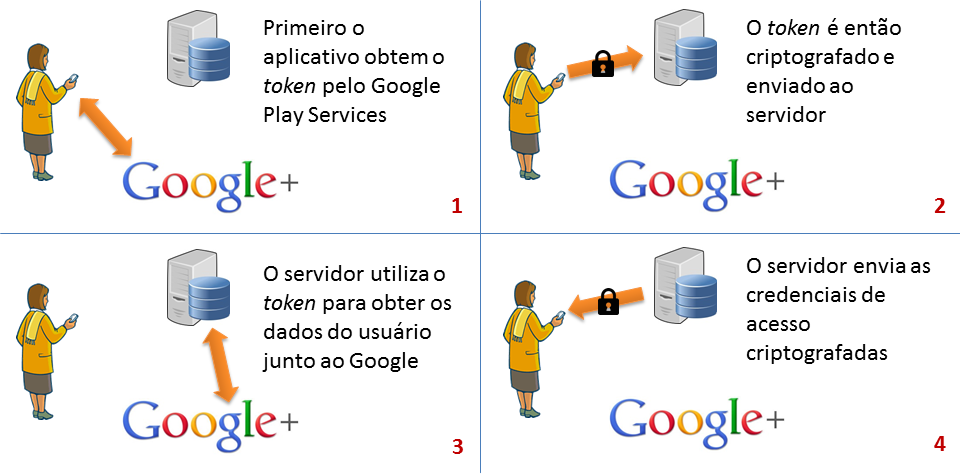 Primeiro o
aplicativo obtem o
token pelo Google
Play Services
Google+
1
O token é então
criptografado e
enviado ao
servidor
Google+
2
O servidor utiliza o
token para obter os
dados do usuário
junto ao Google
Google+
3
O servidor envia as
credenciais de
acesso
criptografadas
Google+
4